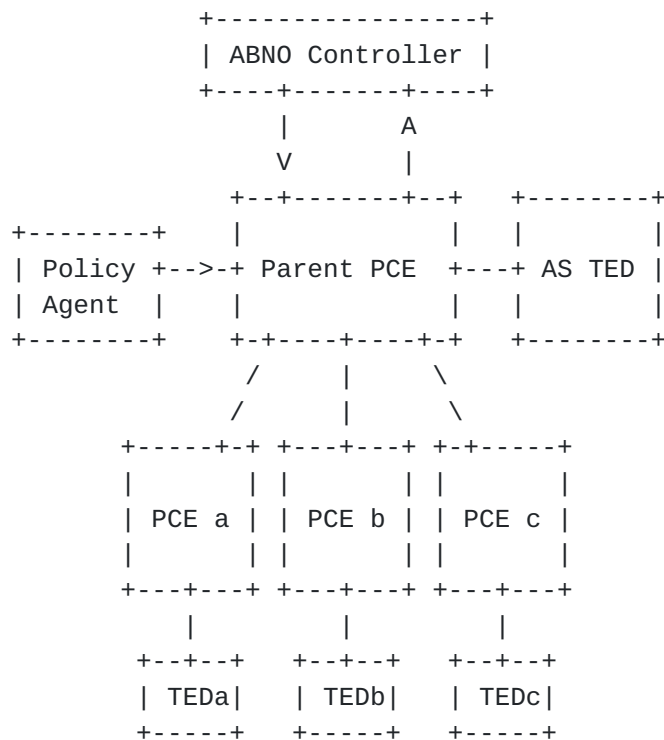 ABNO Controller
A
V
Policy Parent PCE AS TED
Agent
PCE a PCE b PCE c
TEDa TEDb TEDc